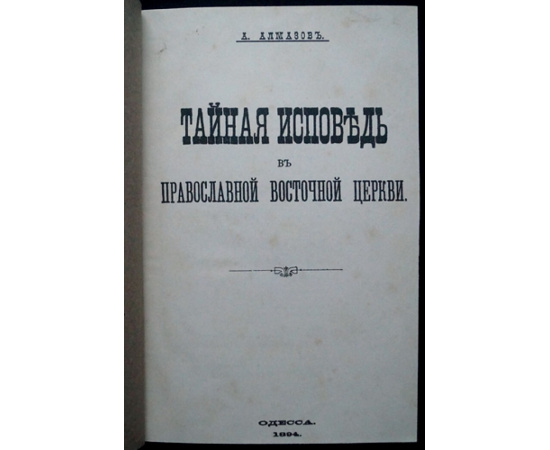 А. АЛМАЗОВЪ.
ТАЙНАЯ ИСПОВѢДЬ
ВЪ
ПРАВОСЛАВНОЙ ВОСТОЧНОЙ ЦЕРКВИ.
ОДЕССА.
1894.